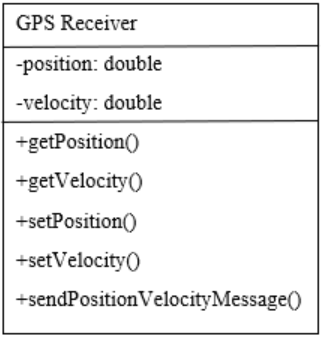 GPS Receiver
-position: double
-velocity: double
+getPosition()
+getVelocity()
+setPosition()
+setVelocity()
+sendPositionVelocityMessage()